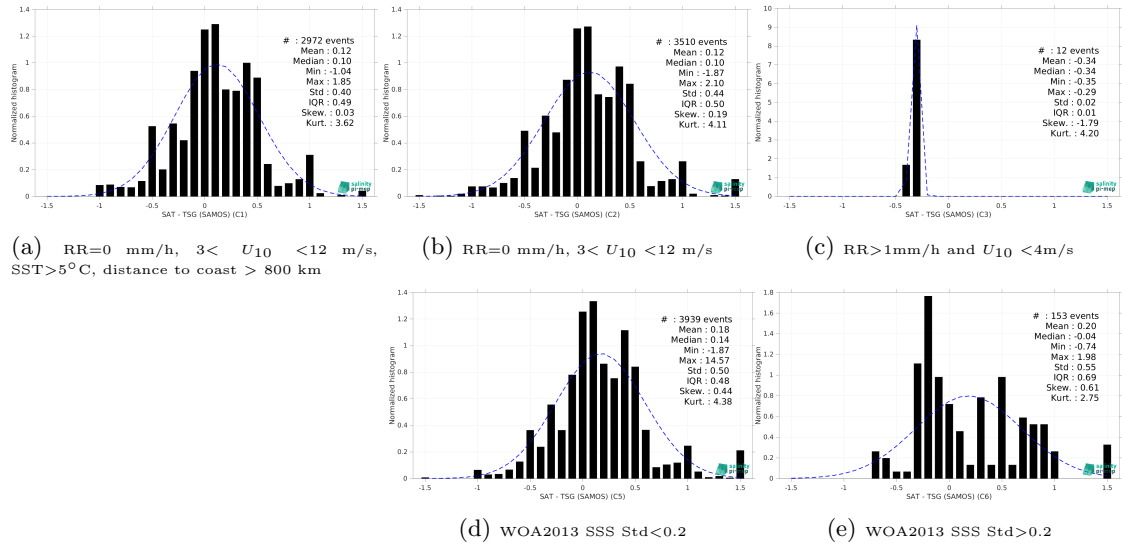 Normalized histogram
1.4
1.2
1
0.8
0.6
0.4
0.2
0
-1.5 -1 -0.5 0 0.5 1 1.5
SAT - TSG (SAMOS) (C1)
# : 2972 events
Mean : 0.12
Median : 0.10
Min : -1.04
Max : 1.85
Std : 0.40
IQR : 0.49
Skew. : 0.03
Kurt. : 3.62
salinity
pi-mep
(a) RR=0 mm/h, 3< U10 <12 m/s,
SST>5°C, distance to coast > 800 km
Normalized histogram
1.4
1.2
1
0.8
0.6
0.4
0.2
0
-1.5 -1 -0.5 0 0.5 1 1.5
SAT - TSG (SAMOS) (C2)
# : 3510 events
Mean : 0.12
Median : 0.10
Min : -1.87
Max : 2.10
Std : 0.44
IQR : 0.50
Skew. : 0.19
Kurt. : 4.11
salinity
pi-mep
(b) RR=0 mm/h, 3< U10 <12 m/s
Normalized histogram
10
9
8
7
6
5
4
3
2
1
0
-1.5 -1 -0.5 0 0.5 1 1.5
SAT - TSG (SAMOS) (C3)
# : 12 events
Mean : -0.34
Median : -0.34
Min : -0.35
Max : -0.29
Std : 0.02
IQR : 0.01
Skew. : -1.79
Kurt. : 4.20
salinity
pi-mep
(c) RR>1mm/h and U10 <4m/s
Normalized histogram
1.4
1.2
1
0.8
0.6
0.4
0.2
0
-1.5 -1 -0.5 0 0.5 1 1.5
SAT - TSG (SAMOS) (C5)
# : 3939 events
Mean : 0.18
Median : 0.14
Min : -1.87
Max : 14.57
Std : 0.50
IQR : 0.48
Skew. : 0.44
Kurt. : 4.38
salinity
pi-mep
(d) WOA2013 SSS Std<0.2
Normalized histogram
1.8
1.6
1.4
1.2
1
0.8
0.6
0.4
0.2
0
-1.5 -1 -0.5 0 0.5 1 1.5
SAT - TSG (SAMOS) (C6)
# : 153 events
Mean : 0.20
Median : -0.04
Min : -0.74
Max : 1.98
Std : 0.55
IQR : 0.69
Skew. : 0.61
Kurt. : 2.75
salinity
pi-mep
(e) WOA2013 SSS Std>0.2